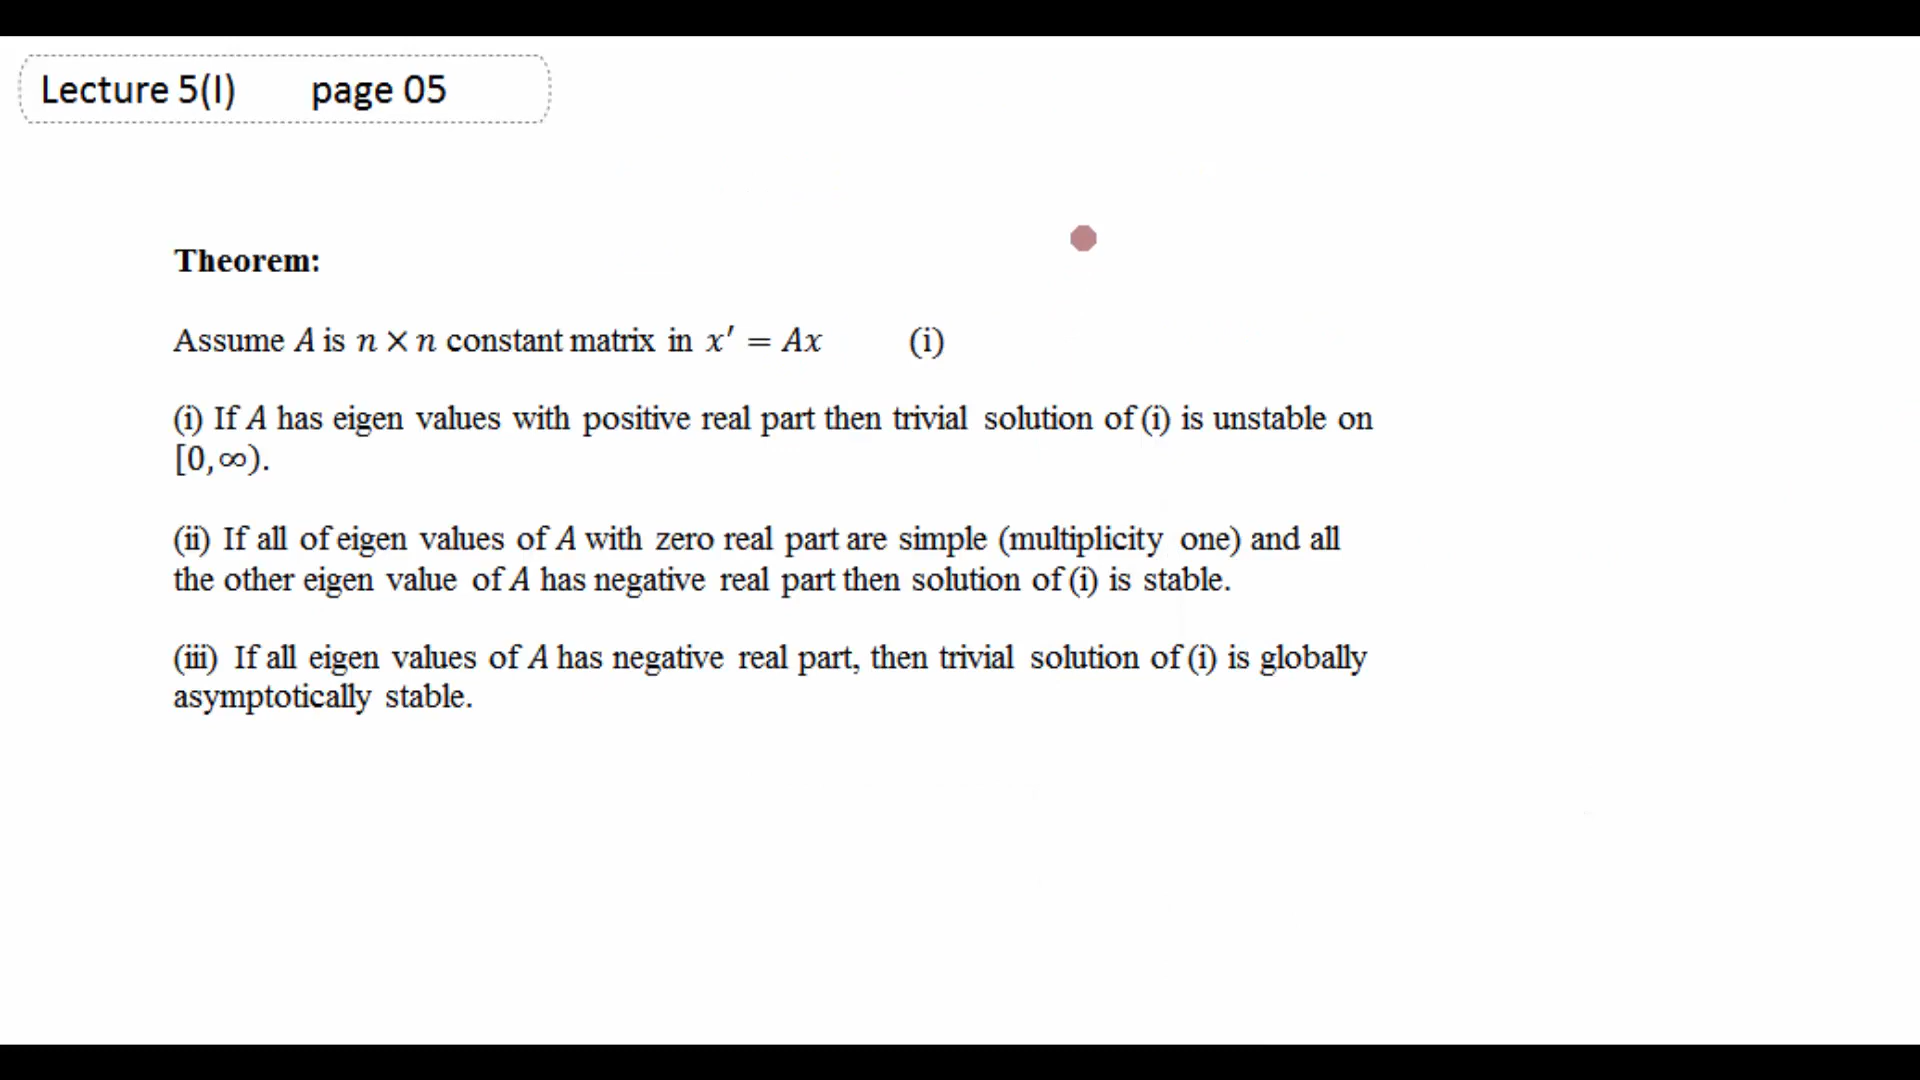 Lecture 5(I) page 05
Theorem:
Assume A is n × n constant matrix in x′ = Ax (i)
(i) If A has eigen values with positive real part then trivial solution of (i) is unstable on
[0,∞).
(ii) If all of eigen values of A with zero real part are simple (multiplicity one) and all
the other eigen value of A has negative real part then solution of (i) is stable.
(iii) If all eigen values of A has negative real part, then trivial solution of (i) is globally
asymptotically stable.